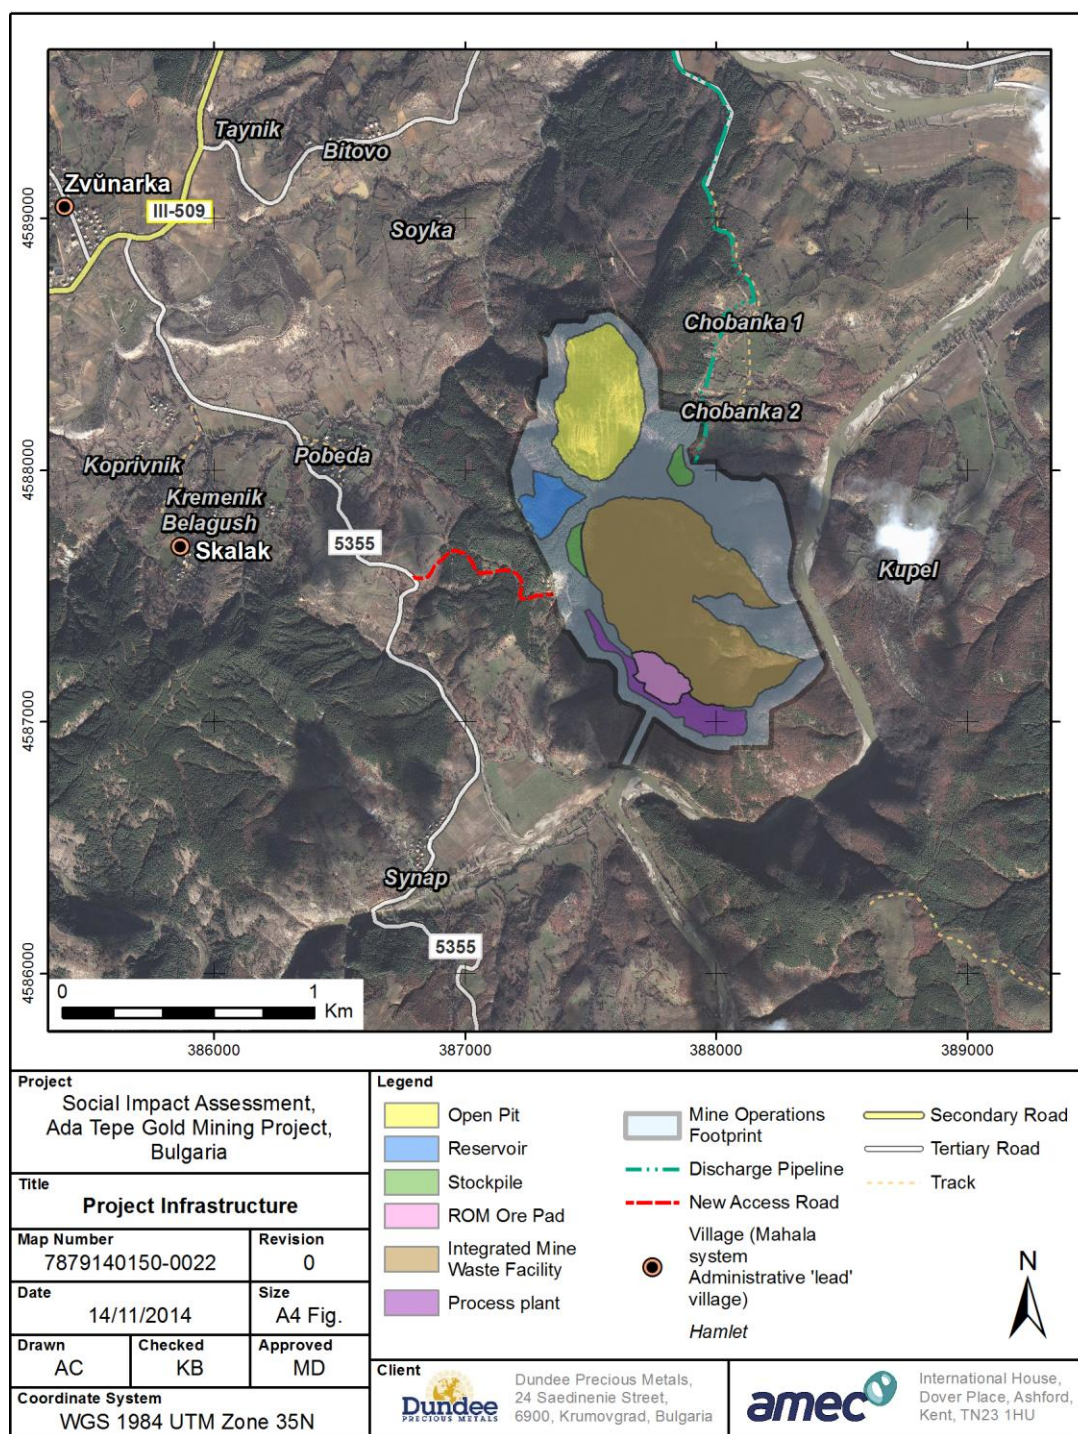 Taynik
Bitovo
Zvŭnarka
III-509
Soyka
4589000
Chobanka 1
Chobanka 2
Koprivnik
Pobeda
4588000
Kremenik
Belagush
Skalak
5355
Kupel
4587000
Synap
5355
4586000
0 1
Km
386000 387000 388000 389000
Project
Social Impact Assessment,
Ada Tepe Gold Mining Project,
Bulgaria
Title
Project Infrastructure
Map Number
7879140150-0022
Revision
0
Date
14/11/2014
Size
A4 Fig.
Drawn
AC
Checked
KB
Approved
MD
Coordinate System
WGS 1984 UTM Zone 35N
Legend
Open Pit
Reservoir
Stockpile
ROM Ore Pad
Integrated Mine
Waste Facility
Process plant
Mine Operations
Footprint
Discharge Pipeline
New Access Road
Village (Mahala
system
Administrative 'lead'
village)
Hamlet
Secondary Road
Tertiary Road
Track
N
Client
Dundee
PRECIOUS METALS
Dundee Precious Metals,
24 Saedinenie Street,
6900, Krumovgrad, Bulgaria
amec
International House,
Dover Place, Ashford,
Kent, TN23 1HU